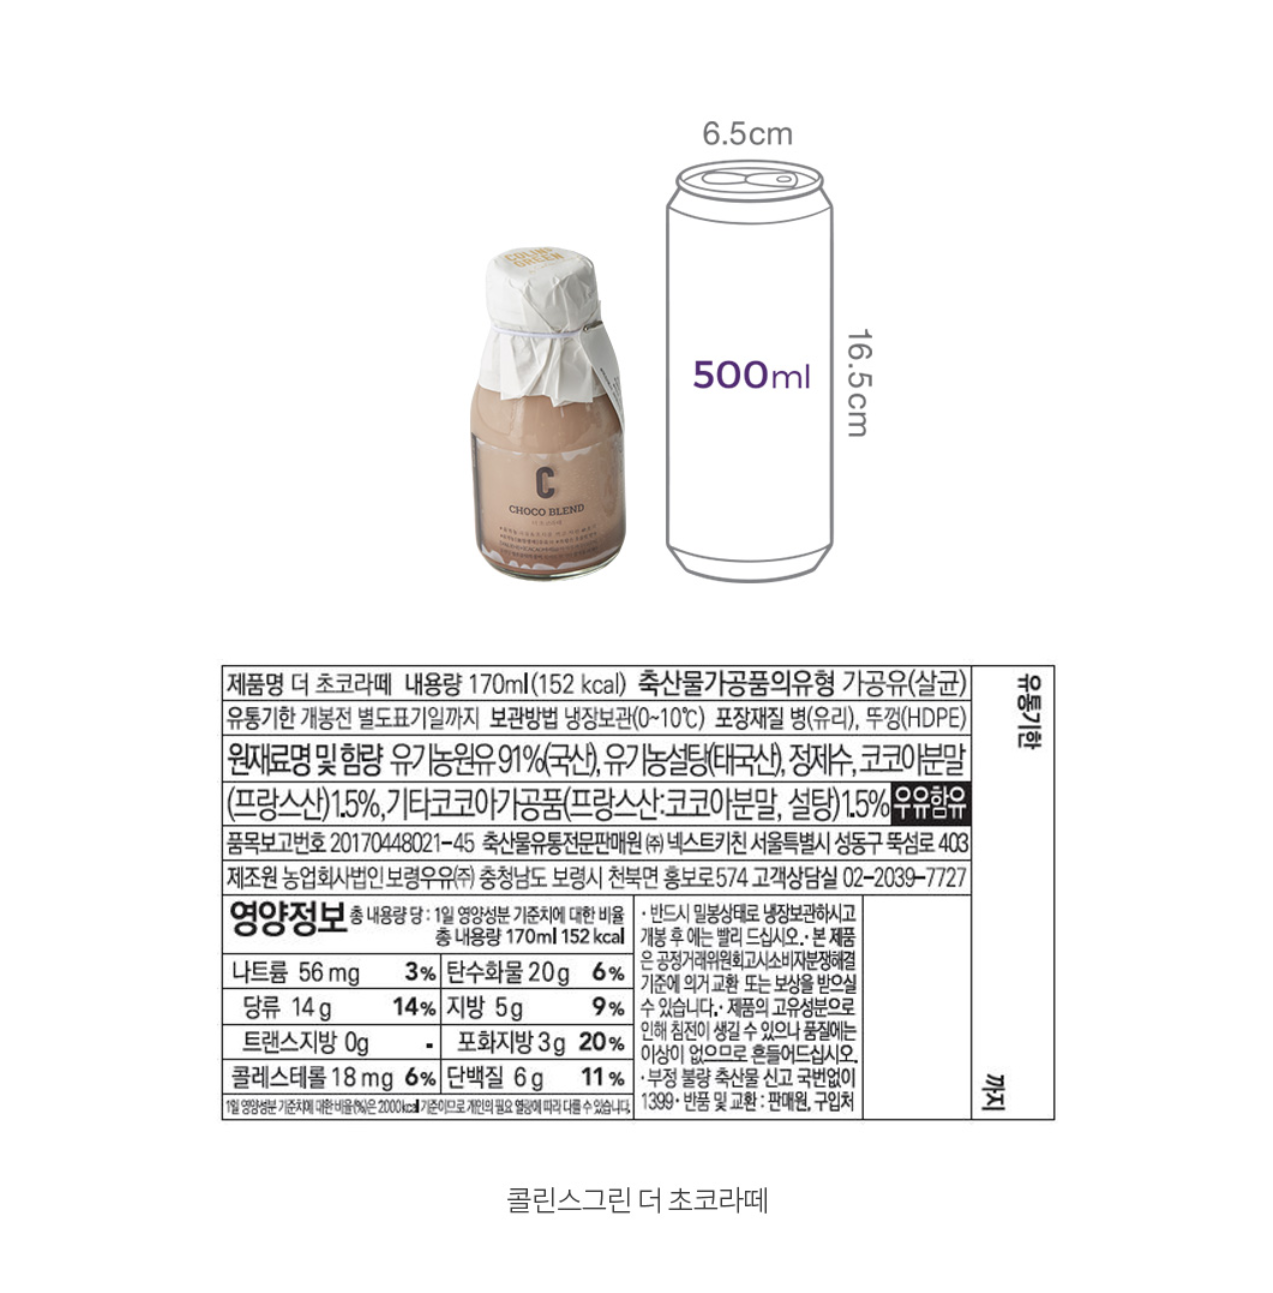 6.5cm
500ml
16.5cm
COLIN'S
GREEN
C
CHOCO BLEND
더 초코라떼
제품명 더 초코라떼 내용량 170ml(152 kcal) 축산물가공품의유형 가공유(살균)
유통기한 개봉전 별도표기일까지 보관방법 냉장보관(0~10℃) 포장재질 병(유리), 뚜껑(HDPE)
원재료명 및 함량 유기농원유 91%(국산), 유기농설탕(태국산), 정제수, 코코아분말
(프랑스산)1.5%, 기타코코아가공품(프랑스산:코코아분말, 설탕)1.5% 우유함유
품목보고번호 20170448021-45 축산물유통전문판매원 ㈜ 넥스트키친 서울특별시 성동구 뚝섬로 403
제조원 농업회사법인보령우유㈜ 충청남도 보령시 천북면 홍보로574 고객상담실 02-2039-7727
유통기한
까지
영양정보 총 내용량 당 : 1일 영양성분 기준치에 대한 비율
총 내용량 170ml 152 kcal
나트륨 56 mg 3% 탄수화물 20g 6%
당류 14 g 14% 지방 5g 9%
트랜스지방 0g - 포화지방 3g 20%
콜레스테롤 18 mg 6% 단백질 6g 11%
1일 영양성분 기준치에 대한 비율(%)은 2000kcal 기준이므로 개인의 필요 열량에 따라 다를 수 있습니다.
· 반드시 밀봉상태로 냉장보관하시고
개봉 후 에는 빨리 드십시오.· 본 제품
은 공정거래위원회고시소비자분쟁해결
기준에 의거 교환 또는 보상을 받으실
수 있습니다.· 제품의 고유성분으로
인해 침전이 생길 수 있으나 품질에는
이상이 없으므로 흔들어드십시오.
· 부정 불량 축산물 신고 국번없이
1399· 반품 및 교환 : 판매원, 구입처
콜린스그린 더 초코라떼